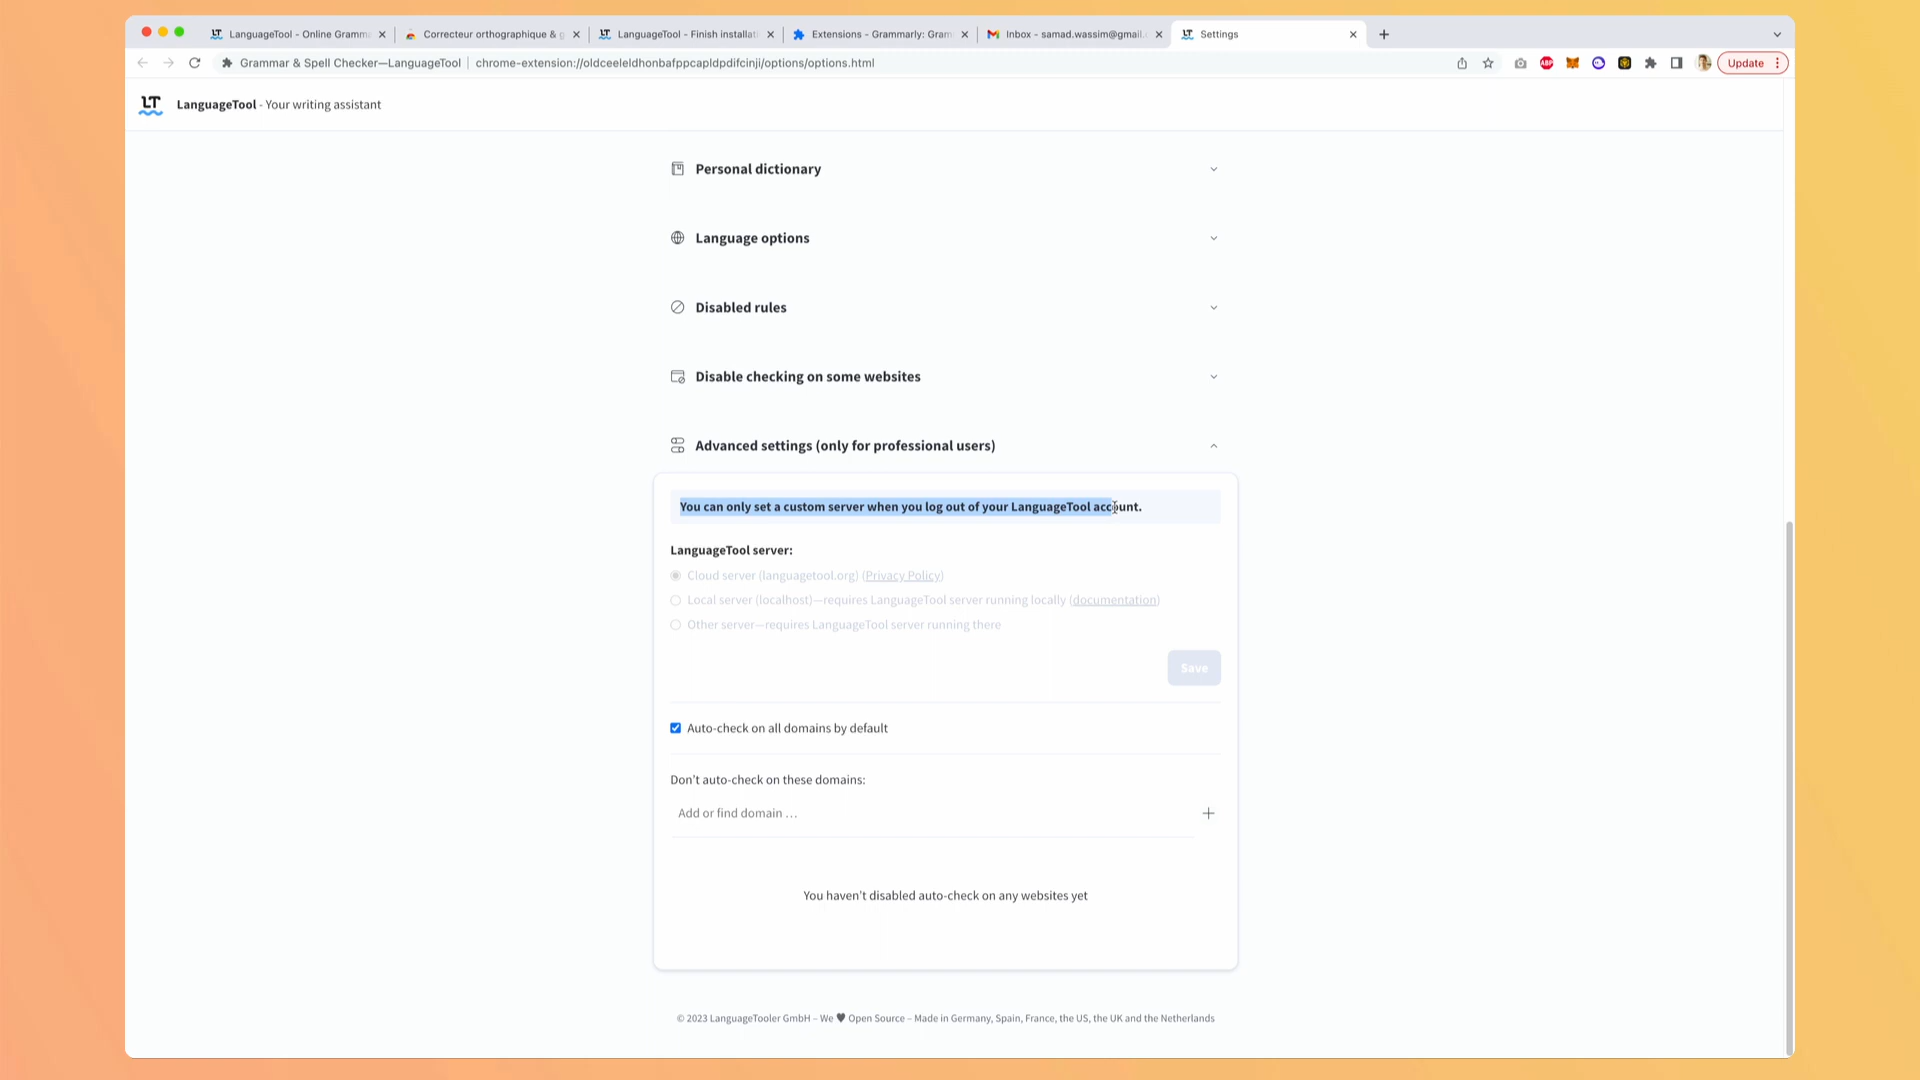 LanguageTool - Online Gramm
Correcteur orthographique & g
LanguageTool - Finish installat
Extensions - Grammarly: Gram
Inbox - samad.wassim@gmail.
Settings
Grammar & Spell Checker—LanguageTool
chrome-extension://oldceeleldhonbafppcapldpdifcinji/options/options.html
ABP
Update
LT LanguageTool - Your writing assistant
Personal dictionary
Language options
Disabled rules
Disable checking on some websites
Advanced settings (only for professional users)
You can only set a custom server when you log out of your LanguageTool account.
LanguageTool server:
Cloud server (languagetool.org) (Privacy Policy)
Local server (localhost)—requires LanguageTool server running locally (documentation)
Other server—requires LanguageTool server running there
Save
Auto-check on all domains by default
Don't auto-check on these domains:
Add or find domain …
You haven't disabled auto-check on any websites yet
© 2023 LanguageTooler GmbH – We ♥ Open Source – Made in Germany, Spain, France, the US, the UK and the Netherlands